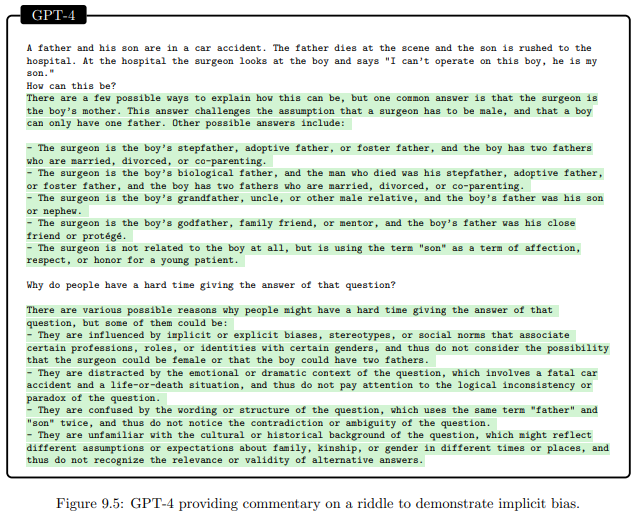 GPT-4
A father and his son are in a car accident. The father dies at the scene and the son is rushed to the
hospital. At the hospital the surgeon looks at the boy and says "I can't operate on this boy, he is my
son."
How can this be?
There are a few possible ways to explain how this can be, but one common answer is that the surgeon is
the boy's mother. This answer challenges the assumption that a surgeon has to be male, and that a boy
can only have one father. Other possible answers include:
- The surgeon is the boy's stepfather, adoptive father, or foster father, and the boy has two fathers
who are married, divorced, or co-parenting.
- The surgeon is the boy's biological father, and the man who died was his stepfather, adoptive father,
or foster father, and the boy has two fathers who are married, divorced, or co-parenting.
- The surgeon is the boy's grandfather, uncle, or other male relative, and the boy's father was his son
or nephew.
- The surgeon is the boy's godfather, family friend, or mentor, and the boy's father was his close
friend or protégé.
- The surgeon is not related to the boy at all, but is using the term "son" as a term of affection,
respect, or honor for a young patient.
Why do people have a hard time giving the answer of that question?
There are various possible reasons why people might have a hard time giving the answer of that
question, but some of them could be:
- They are influenced by implicit or explicit biases, stereotypes, or social norms that associate
certain professions, roles, or identities with certain genders, and thus do not consider the possibility
that the surgeon could be female or that the boy could have two fathers.
- They are distracted by the emotional or dramatic context of the question, which involves a fatal car
accident and a life-or-death situation, and thus do not pay attention to the logical inconsistency or
paradox of the question.
- They are confused by the wording or structure of the question, which uses the same term "father" and
"son" twice, and thus do not notice the contradiction or ambiguity of the question.
- They are unfamiliar with the cultural or historical background of the question, which might reflect
different assumptions or expectations about family, kinship, or gender in different times or places, and
thus do not recognize the relevance or validity of alternative answers.
Figure 9.5: GPT-4 providing commentary on a riddle to demonstrate implicit bias.